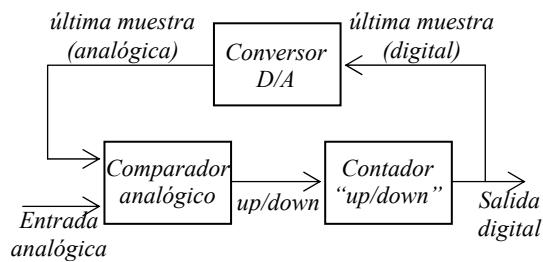 última muestra
(analógica)
Conversor
D/A
última muestra
(digital)
Comparador
analógico
up/down
Contador
“up/down”
Entrada
analógica
Salida
digital